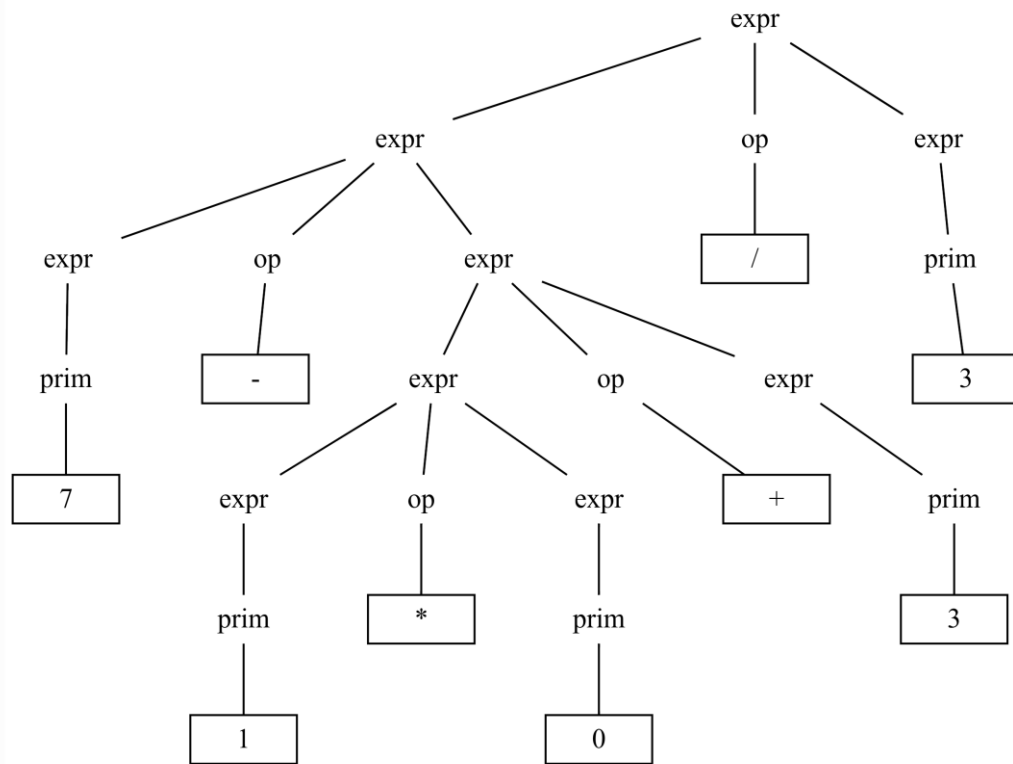 expr
expr op expr
expr op expr / prim
prim - expr op expr 3
7 expr op expr + prim
prim * prim 3
1 0